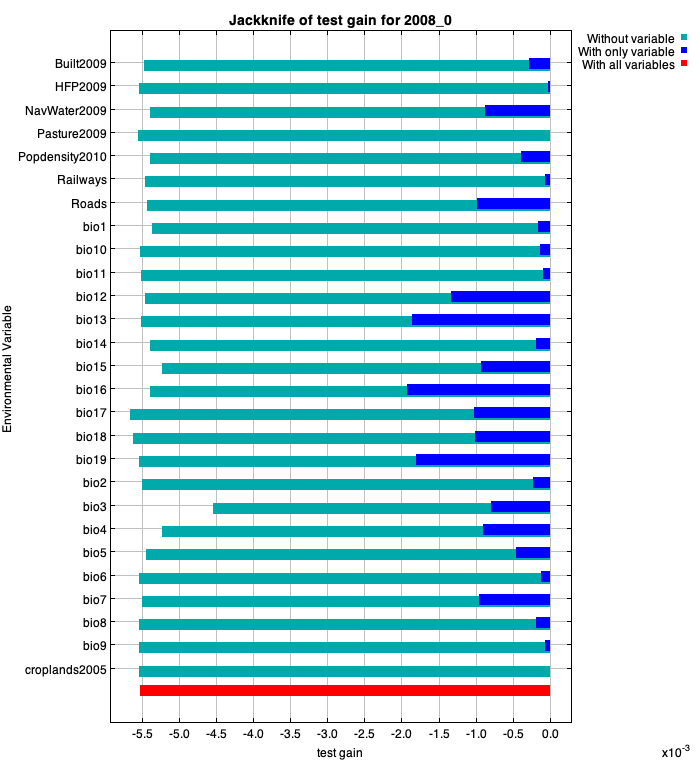 Jackknife of test gain for 2008_0
Without variable
With only variable
With all variables
Environmental Variable
Built2009
HFP2009
NavWater2009
Pasture2009
Popdensity2010
Railways
Roads
bio1
bio10
bio11
bio12
bio13
bio14
bio15
bio16
bio17
bio18
bio19
bio2
bio3
bio4
bio5
bio6
bio7
bio8
bio9
croplands2005
-5.5 -5.0 -4.5 -4.0 -3.5 -3.0 -2.5 -2.0 -1.5 -1.0 -0.5 0.0
test gain
x10⁻³